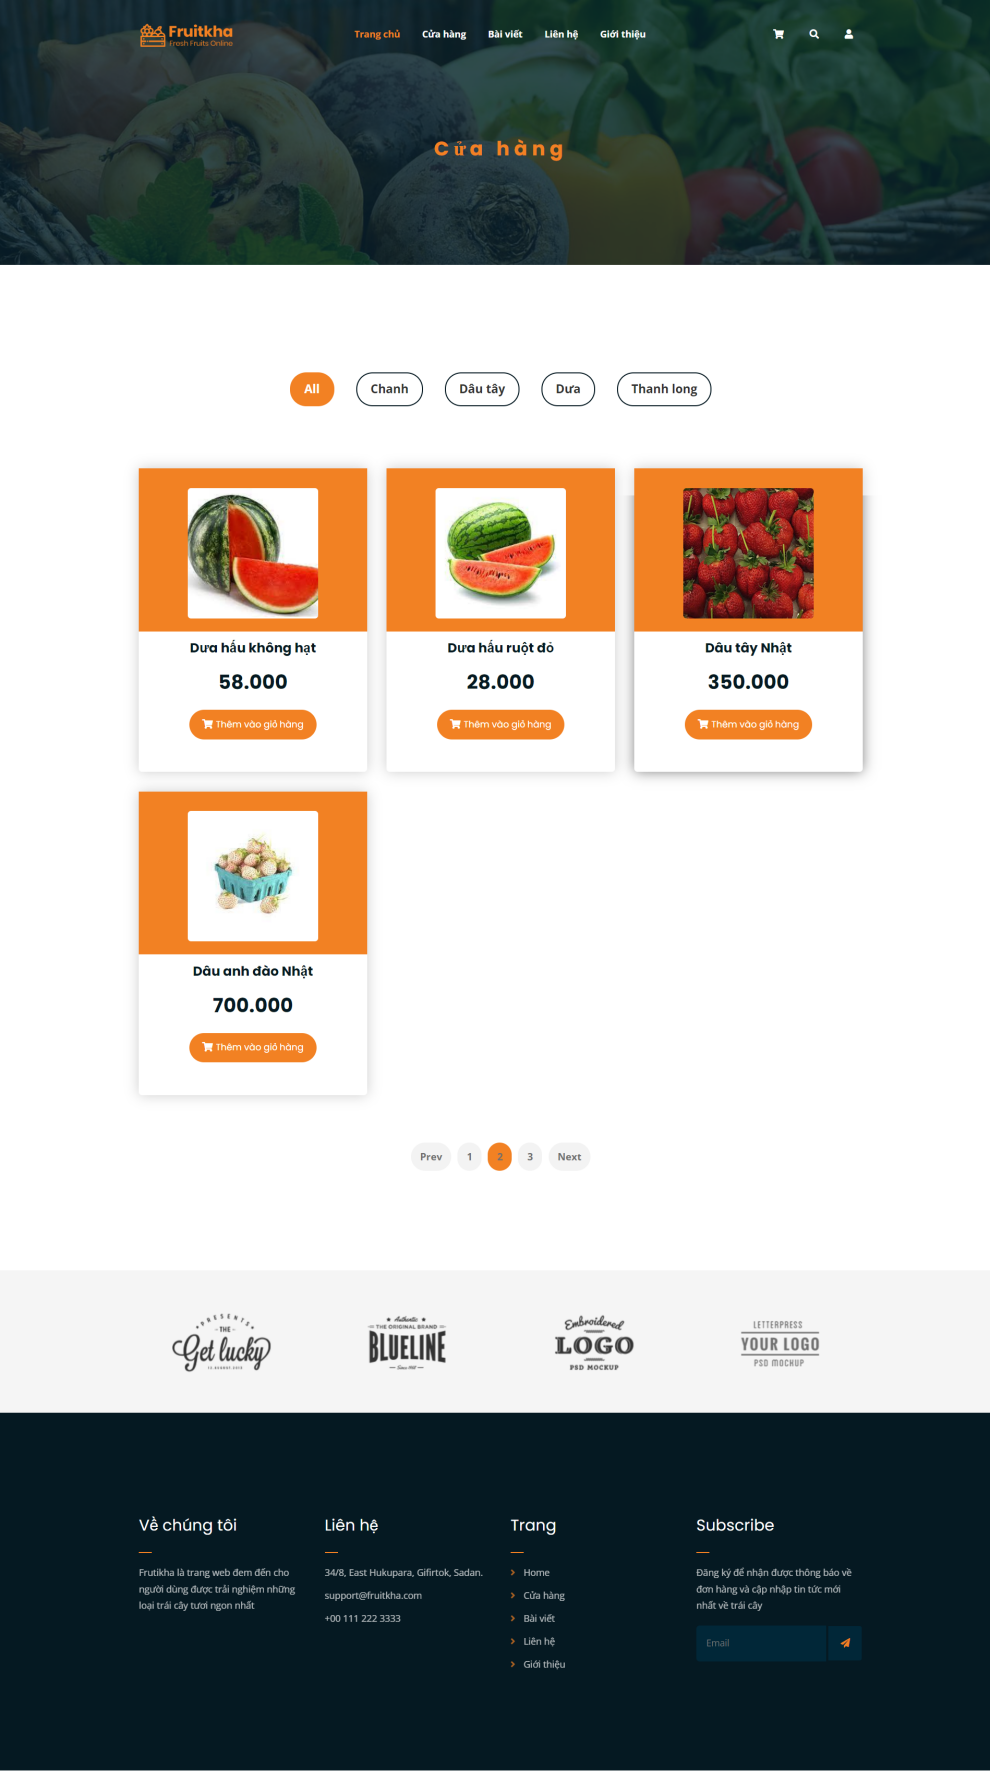 Fruitkha
Fresh Fruits Online
Trang chủ
Cửa hàng
Bài viết
Liên hệ
Giới thiệu
Cửa hàng
All
Chanh
Dâu tây
Dưa
Thanh long
Dưa hấu không hạt
Dưa hấu ruột đỏ
Dâu tây Nhật
58.000
28.000
350.000
Thêm vào giỏ hàng
Thêm vào giỏ hàng
Thêm vào giỏ hàng
Dâu anh đào Nhật
700.000
Thêm vào giỏ hàng
Prev
1
2
3
Next
PRESENTS
THE
Get lucky
Authentic
THE ORIGINAL BRAND
BLUELINE
Embroidered
LOGO
PSD MOCKUP
LETTERPRESS
YOUR LOGO
PSD MOCKUP
Về chúng tôi
Frutikha là trang web đem đến cho
người dùng được trải nghiệm những
loại trái cây tươi ngon nhất
Liên hệ
34/8, East Hukupara, Gifirtok, Sadan.
support@fruitkha.com
+00 111 222 3333
Trang
Home
Cửa hàng
Bài viết
Liên hệ
Giới thiệu
Subscribe
Đăng ký để nhận được thông báo về
đơn hàng và cập nhập tin tức mới
nhất về trái cây
Email